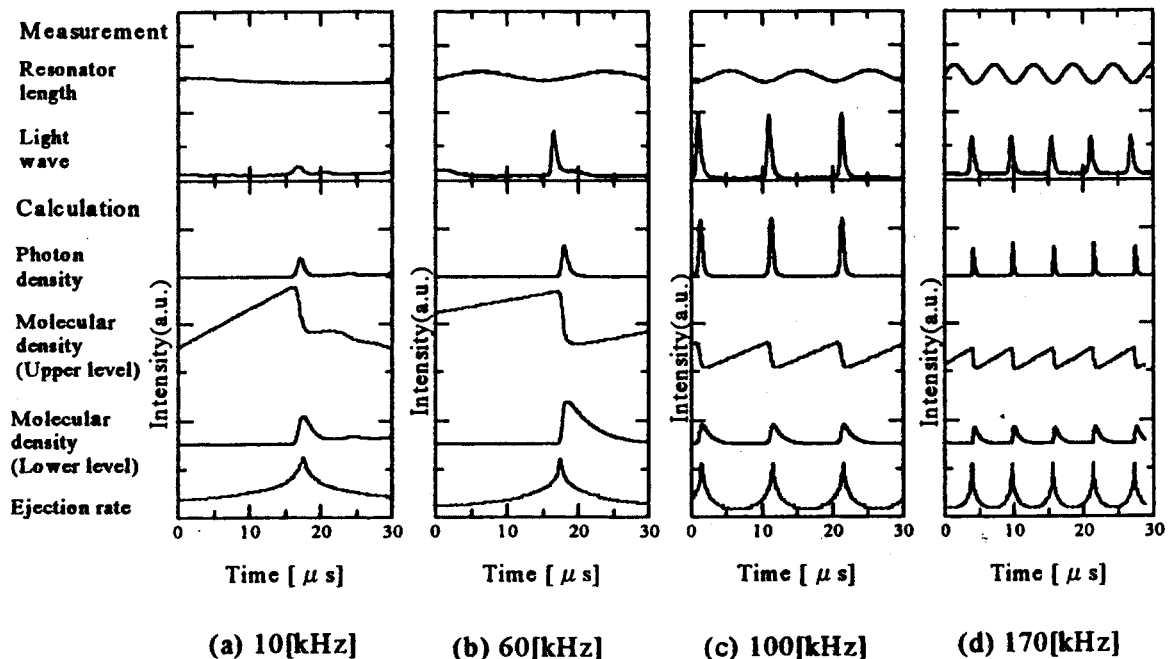 Measurement
Resonator
length
Light
wave
Calculation
Photon
density
Molecular
density
(Upper level)
Molecular
density
(Lower level)
Ejection rate
Intensity(a.u.)
Intensity(a.u.)
Intensity(a.u.)
Intensity(a.u.)
0 10 20 30
0 10 20 30
0 10 20 30
0 10 20 30
Time [ μ s]
Time [ μ s]
Time [ μ s]
Time [ μ s]
(a) 10[kHz]
(b) 60[kHz]
(c) 100[kHz]
(d) 170[kHz]